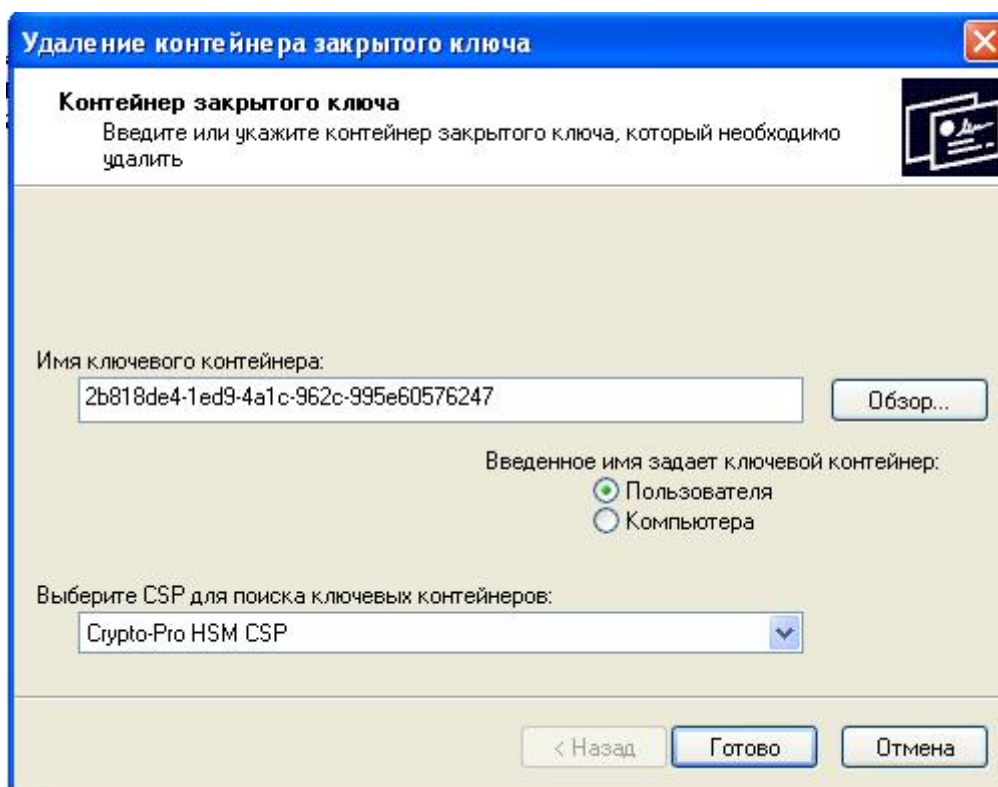 Удаление контейнера закрытого ключа
Контейнер закрытого ключа
Введите или укажите контейнер закрытого ключа, который необходимо
удалить
Имя ключевого контейнера:
2b818de4-1ed9-4a1c-962c-995e60576247
Обзор...
Введенное имя задает ключевой контейнер:
Пользователя
Компьютера
Выберите CSP для поиска ключевых контейнеров:
Crypto-Pro HSM CSP
< Назад
Готово
Отмена